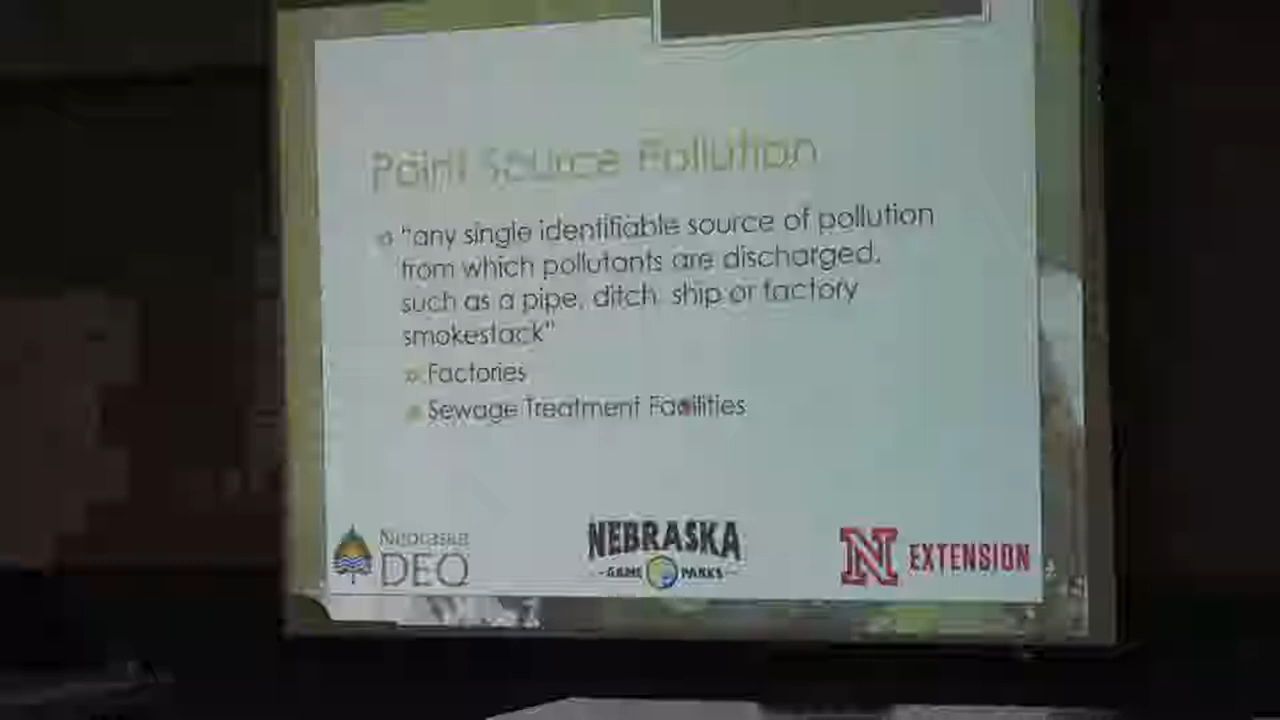 Point Source Pollution
"any single identifiable source of pollution
from which pollutants are discharged,
such as a pipe, ditch, ship or factory
smokestack"
Factories
Sewage Treatment Facilities
Nebraska
DEQ
NEBRASKA
GAME PARKS
N EXTENSION